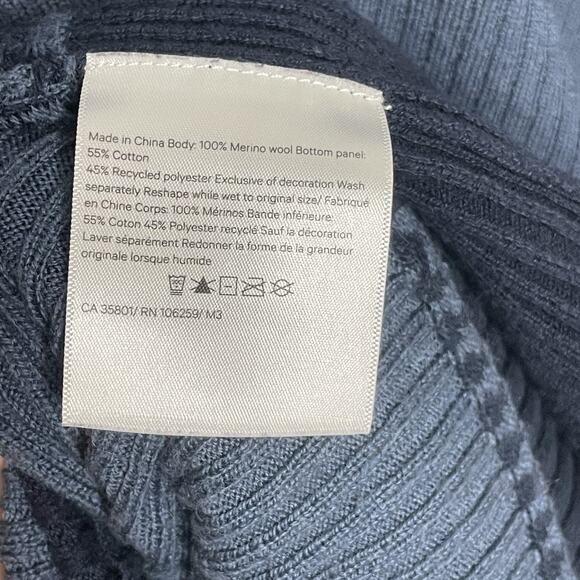 Made in China Body: 100% Merino wool Bottom panel:
55% Cotton
45% Recycled polyester Exclusive of decoration Wash
separately Reshape while wet to original size/ Fabriqué
en Chine Corps: 100% Mérinos Bande inférieure:
55% Coton 45% Polyester recyclé Sauf la décoration
Laver séparément Redonner la forme de la grandeur
originale lorsque humide
CA 35801/ RN 106259/ M3